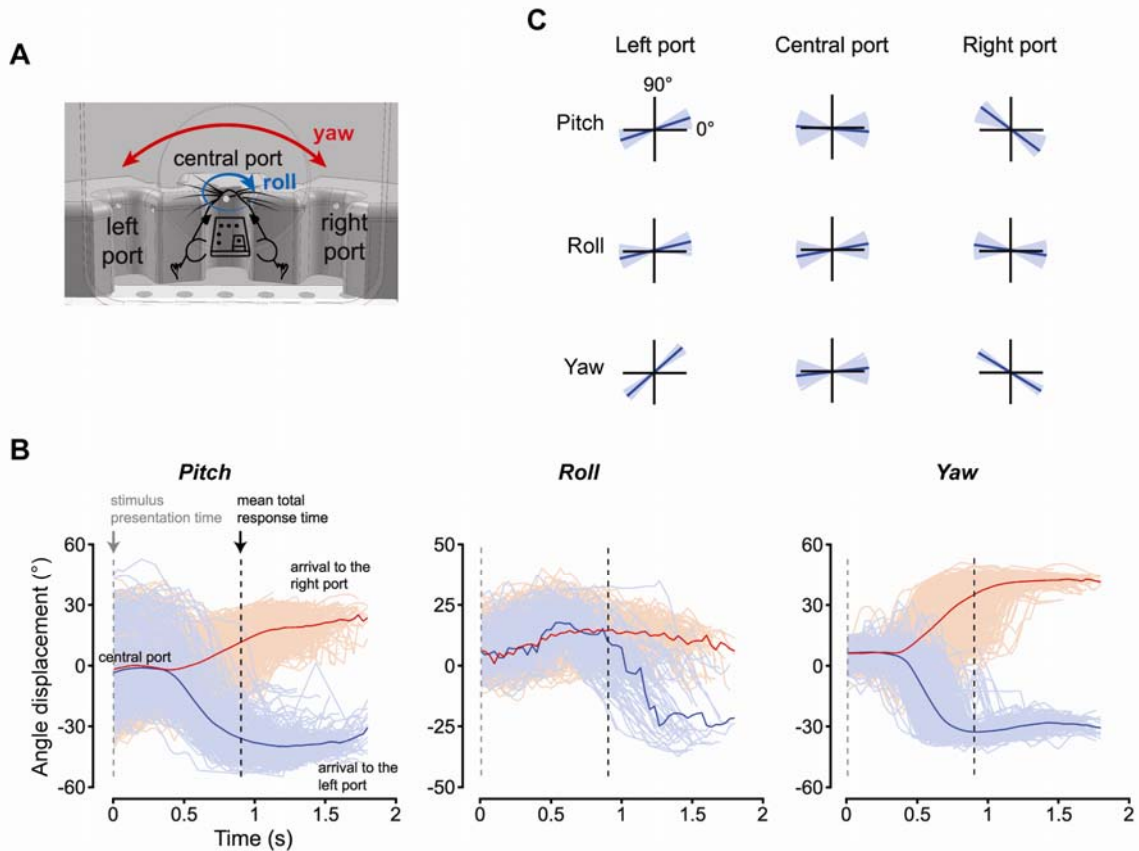 A
yaw
central port
roll
left
port
right
port
C
Left port
Central port
Right port
Pitch
90°
0°
Roll
Yaw
B
Pitch
Roll
Yaw
stimulus
presentation time
mean total
response time
arrival to the
right port
central port
arrival to the
left port
Angle displacement (°)
60
30
0
-30
-60
0
0.5
1
1.5
2
Time (s)
50
25
0
-25
-50
0
0.5
1
1.5
2
60
30
0
-30
-60
0
0.5
1
1.5
2